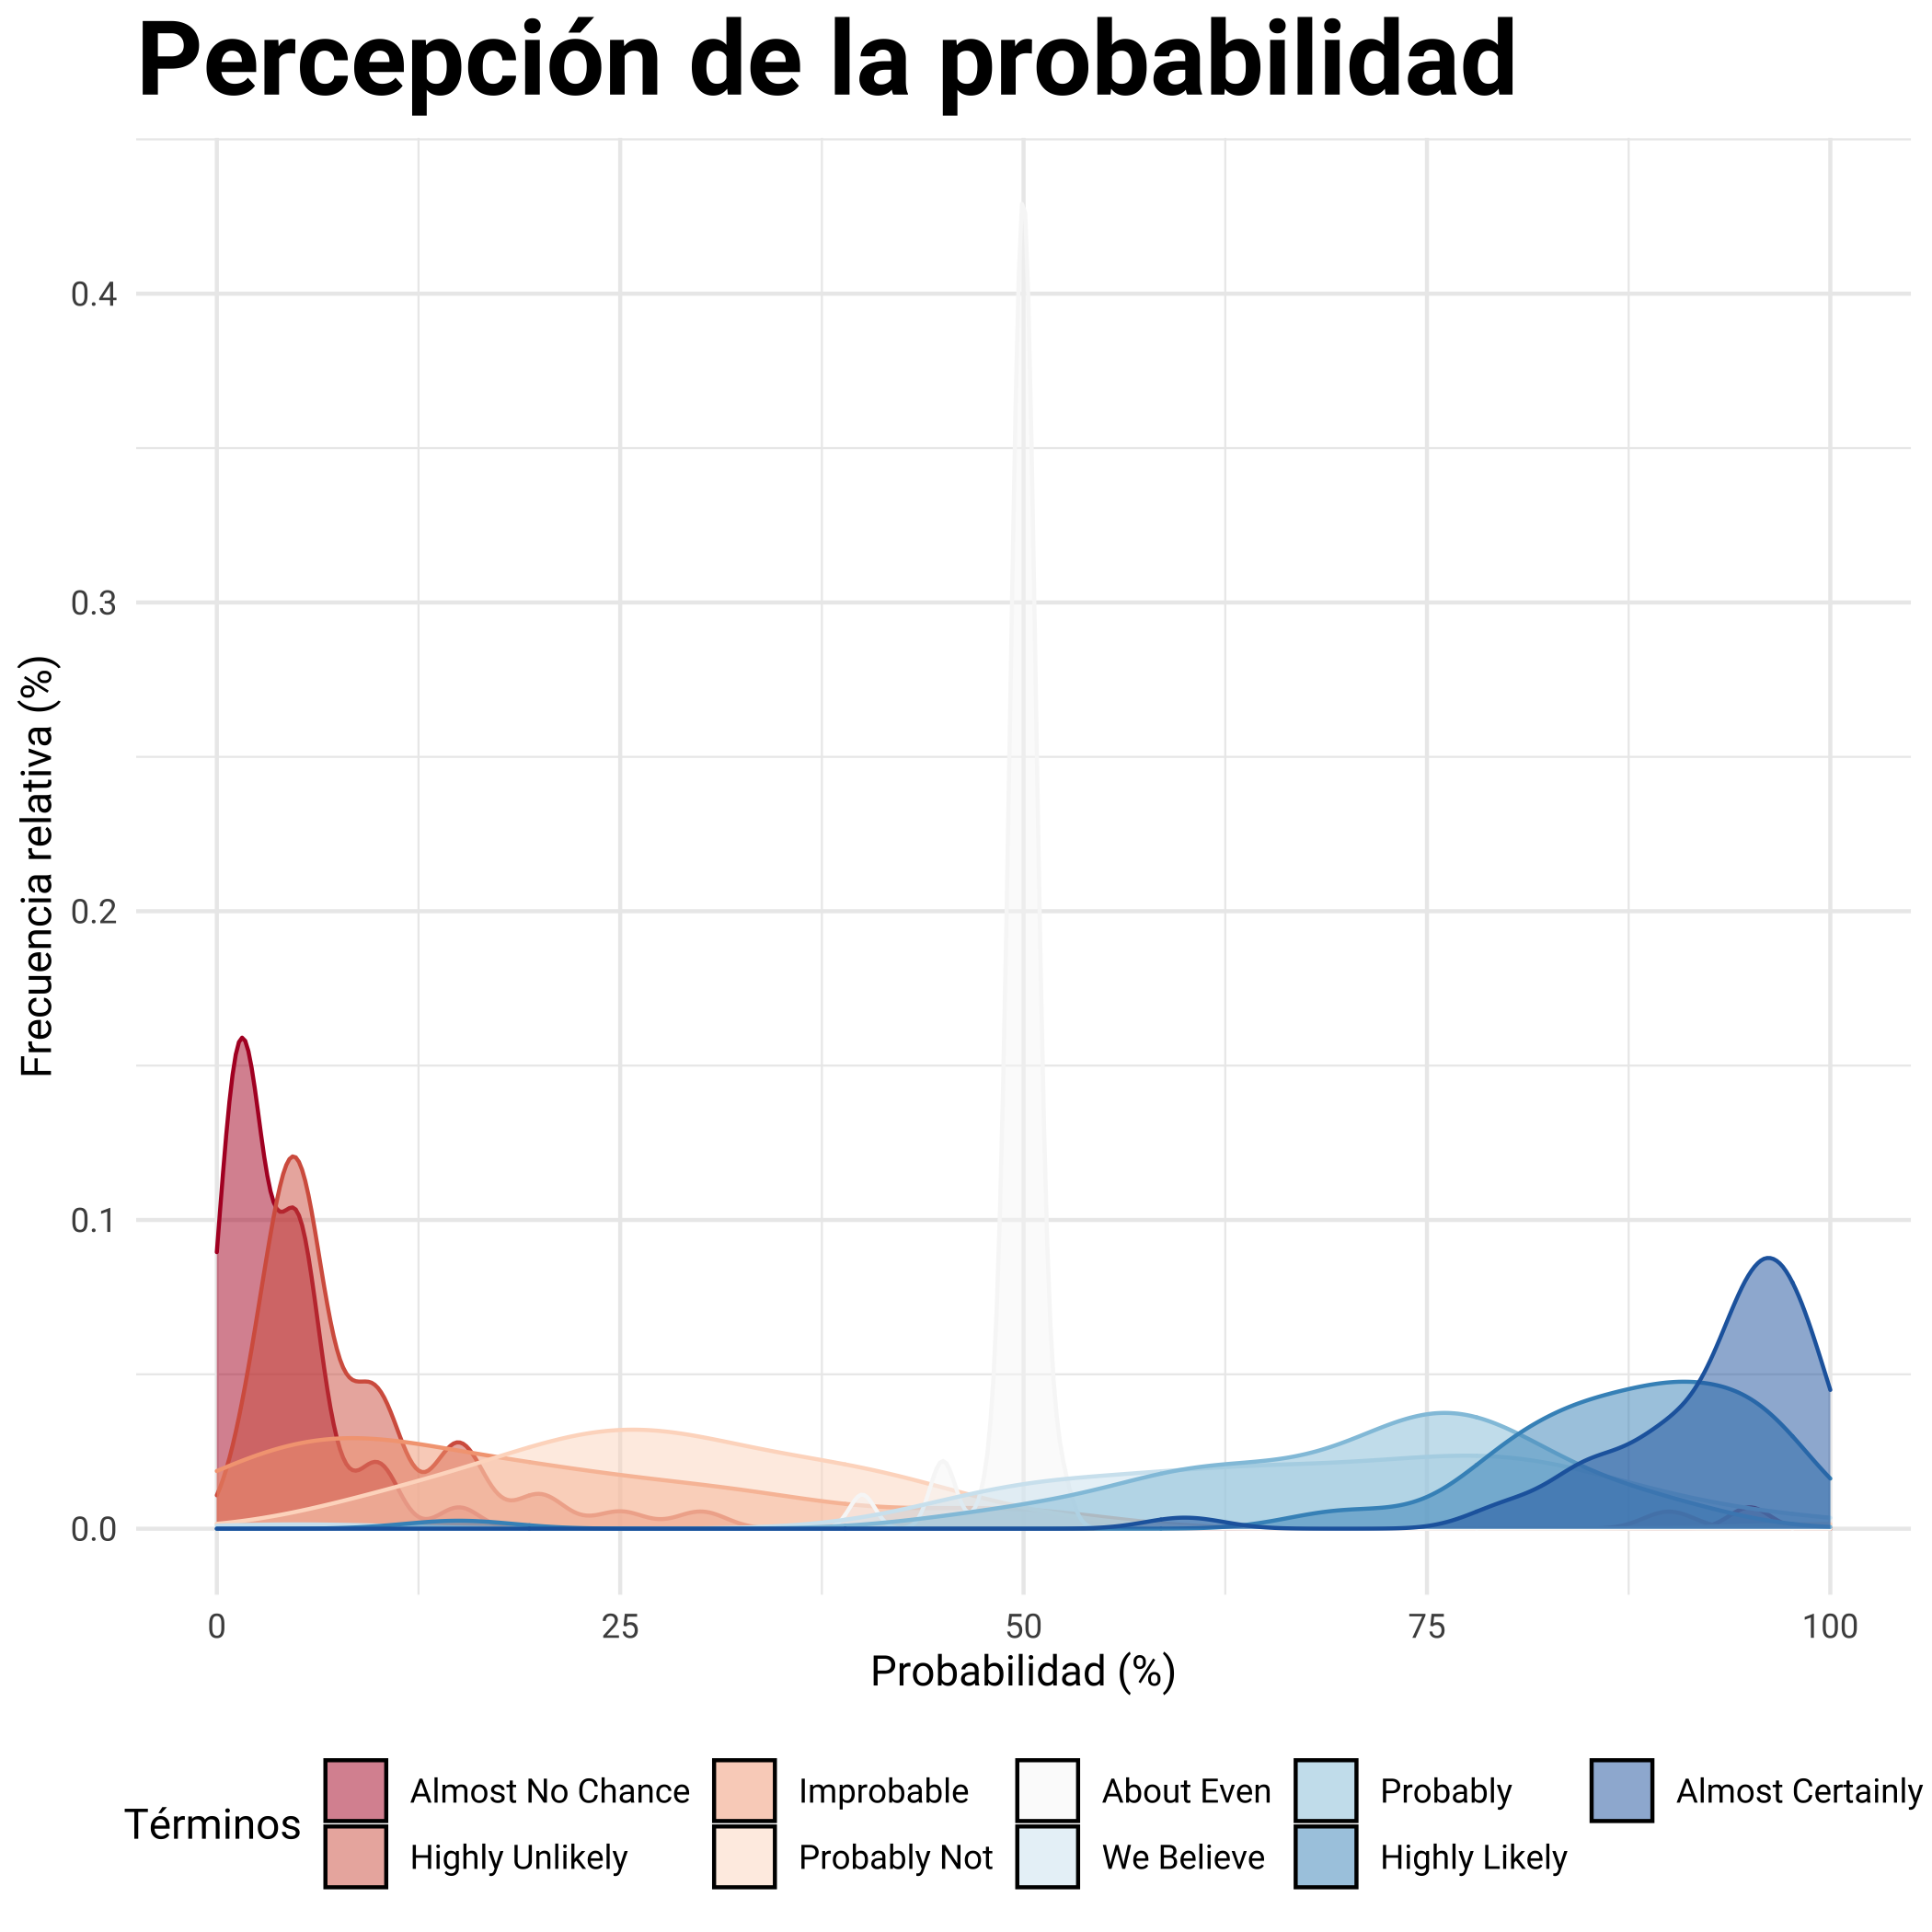 Percepción de la probabilidad
Frecuencia relativa (%)
0.4
0.3
0.2
0.1
0.0
0 25 50 75 100
Probabilidad (%)
Términos
Almost No Chance Improbable About Even Probably Almost Certainly
Highly Unlikely Probably Not We Believe Highly Likely